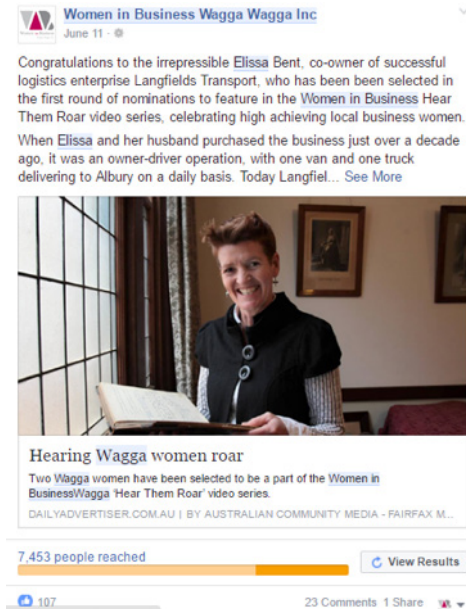 Women in Business Wagga Wagga Inc
June 11
Congratulations to the irrepressible Elissa Bent, co-owner of successful
logistics enterprise Langfields Transport, who has been been selected in
the first round of nominations to feature in the Women in Business Hear
Them Roar video series, celebrating high achieving local business women.
When Elissa and her husband purchased the business just over a decade
ago, it was an owner-driver operation, with one van and one truck
delivering to Albury on a daily basis. Today Langfiel... See More
Hearing Wagga women roar
Two Wagga women have been selected to be a part of the Women in
BusinessWagga 'Hear Them Roar' video series.
DAILYADVERTISER.COM.AU | BY AUSTRALIAN COMMUNITY MEDIA - FAIRFAX M...
7,453 people reached
View Results
107
23 Comments 1 Share